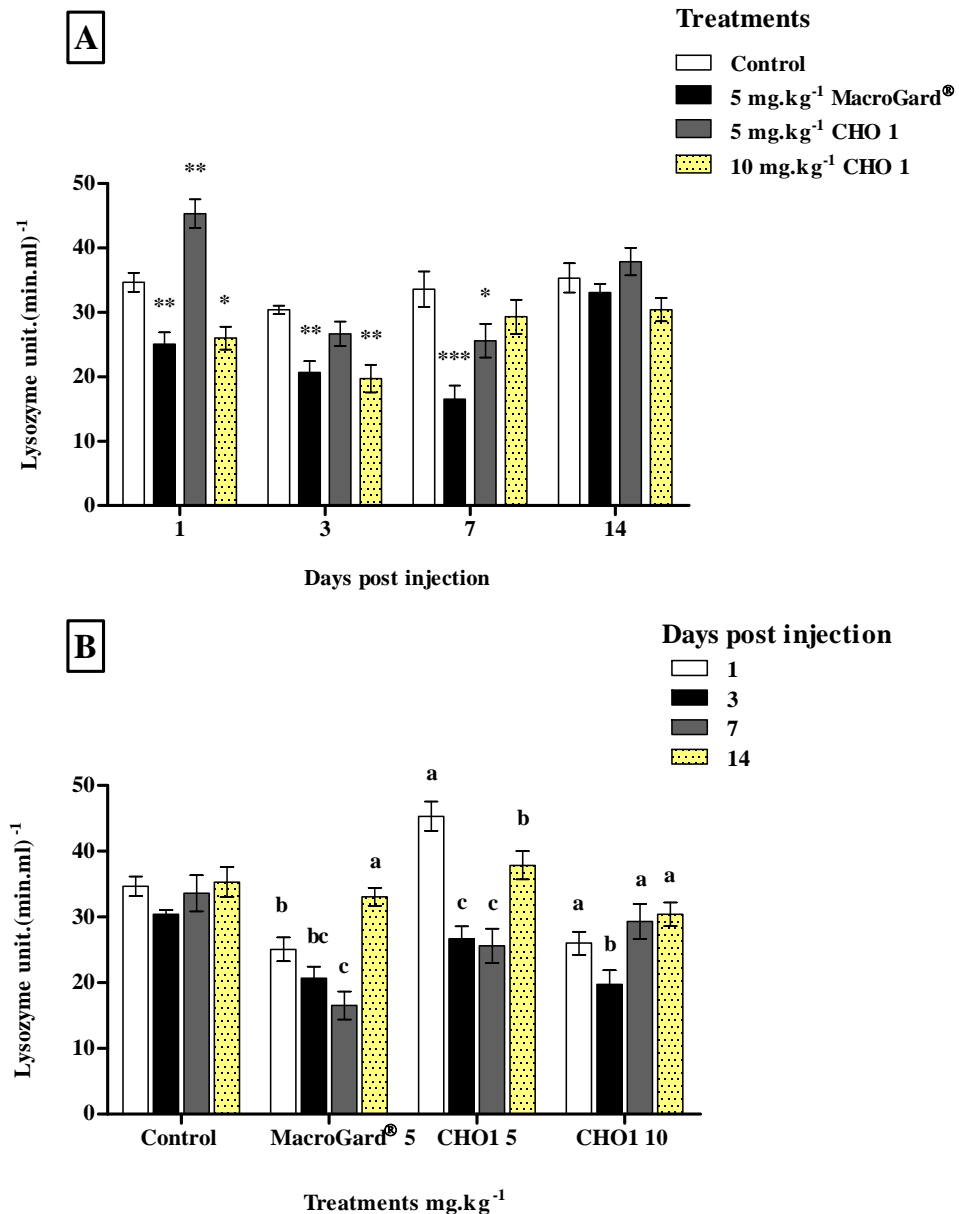 A
Treatments
Control
5 mg.kg-1 MacroGard®
5 mg.kg-1 CHO 1
10 mg.kg-1 CHO 1
Lysozyme unit.(min.ml) -1
50
40
30
20
10
0
** ** *
** **
*** *
1 3 7 14
Days post injection
B
Days post injection
1
3
7
14
Lysozyme unit.(min.ml) -1
50
40
30
20
10
0
b bc c a
a c c b
a b a a
Control MacroGard® 5 CHO1 5 CHO1 10
Treatments mg.kg-1